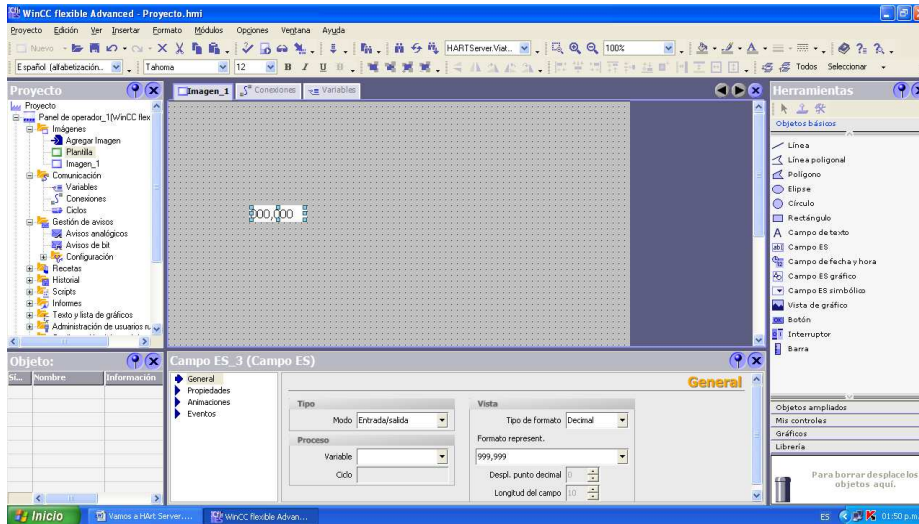 WinCC flexible Advanced - Proyecto.hmi
Proyecto Edición Ver Insertar Formato Módulos Opciones Ventana Ayuda
Nuevo HARTServer.Viat... 100%
Español (alfabetización... Tahoma 12 B I U Todos Seleccionar
Proyecto
Proyecto
Panel de operador_1(WinCC flex
Imágenes
Agregar Imagen
Plantilla
Imagen_1
Comunicación
Variables
Conexiones
Ciclos
Gestión de avisos
Avisos analógicos
Avisos de bit
Configuración
Recetas
Historial
Scripts
Informes
Texto y lista de gráficos
Administración de usuarios ru
Imagen_1 Conexiones Variables
000,000
Herramientas
Objetos básicos
Línea
Línea poligonal
Polígono
Elipse
Círculo
Rectángulo
Campo de texto
Campo ES
Campo de fecha y hora
Campo ES gráfico
Campo ES simbólico
Vista de gráfico
Botón
Interruptor
Barra
Objetos ampliados
Mis controles
Gráficos
Librería
Para borrar desplace los
objetos aquí.
Objeto:
Sí... Nombre Información
Campo ES_3 (Campo ES)
General
Propiedades
Animaciones
Eventos
General
Tipo
Modo Entrada/salida
Proceso
Variable
Ciclo
Vista
Tipo de formato Decimal
Formato represent.
999,999
Despl. punto decimal 0
Longitud del campo 10
Inicio Vamos a HArt Server.... WinCC flexible Advan... ES 01:50 p.m.